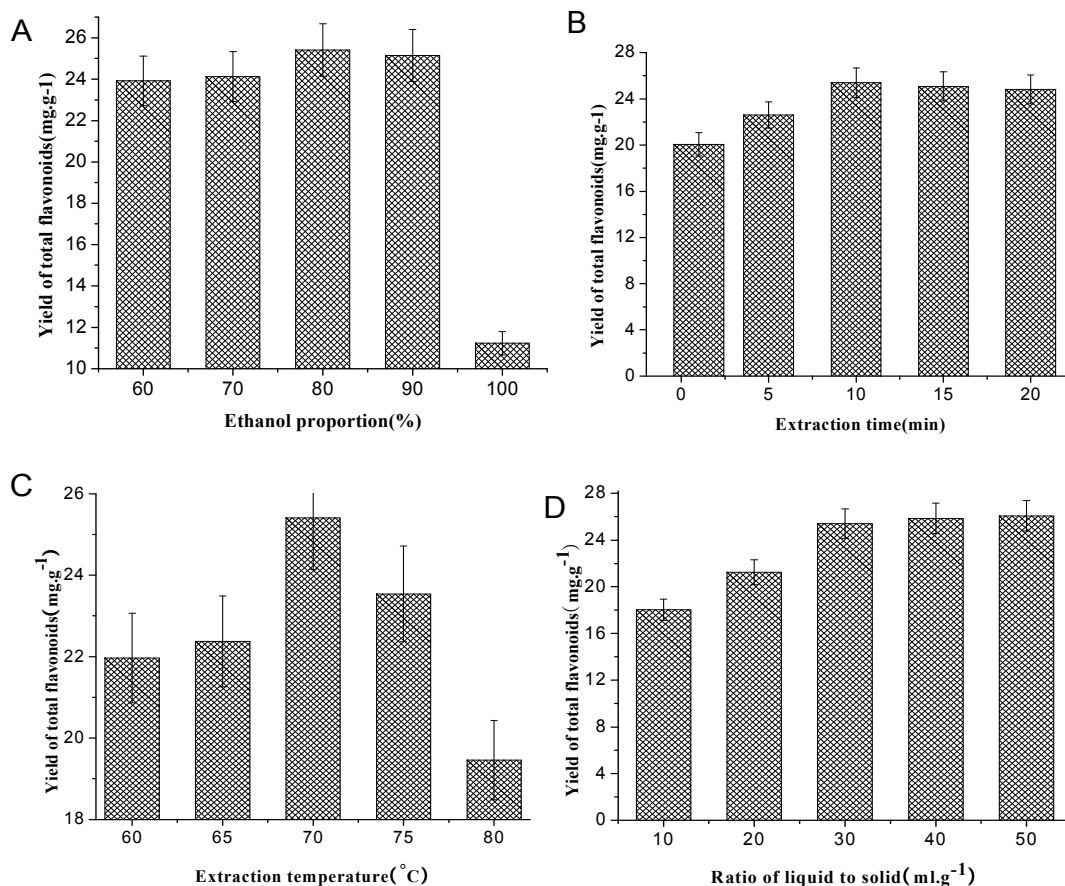 A
Yield of total flavonoids(mg.g-1)
26
24
22
20
18
16
14
12
10
60 70 80 90 100
Ethanol proportion(%)
B
Yield of total flavonoids(mg.g-1)
28
24
20
16
12
8
4
0
0 5 10 15 20
Extraction time(min)
C
Yield of total flavonoids(mg.g-1)
26
24
22
20
18
60 65 70 75 80
Extraction temperature(°C)
D
Yield of total flavonoids(mg.g-1)
28
24
20
16
12
8
4
0
10 20 30 40 50
Ratio of liquid to solid(ml.g-1)